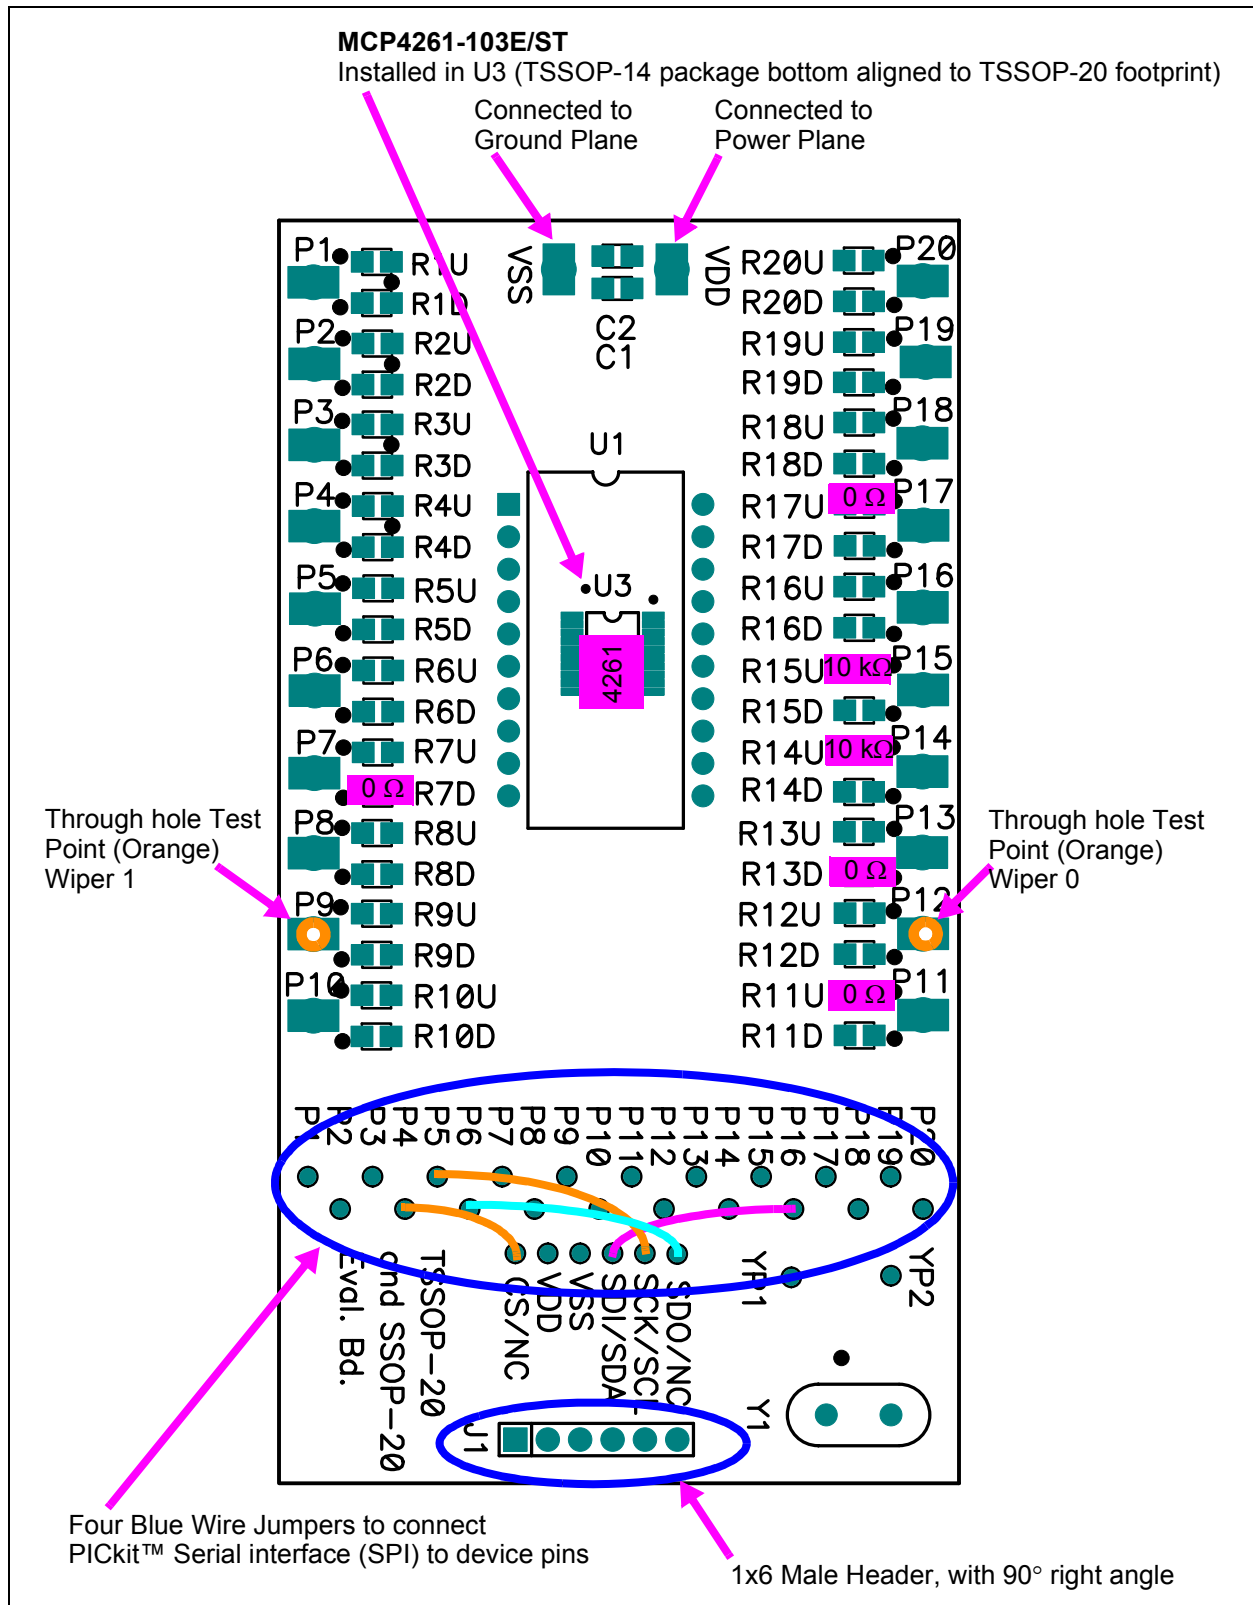 MCP4261-103E/ST
Installed in U3 (TSSOP-14 package bottom aligned to TSSOP-20 footprint)
Connected to
Ground Plane
Connected to
Power Plane
P1
R1U
R1D
P2
R2U
R2D
P3
R3U
R3D
P4
R4U
R4D
P5
R5U
R5D
P6
R6U
R6D
P7
R7U
0 Ω
R7D
P8
R8U
R8D
P9
R9U
R9D
P10
R10U
R10D
VSS
VDD
C2
C1
U1
U3
4261
R20U
P20
R20D
R19U
P19
R19D
R18U
P18
R18D
R17U
0 Ω
P17
R17D
R16U
P16
R16D
R15U
10 kΩ
P15
R15D
R14U
10 kΩ
P14
R14D
R13U
P13
R13D
0 Ω
R12U
P12
R12D
R11U
0 Ω
P11
R11D
Through hole Test
Point (Orange)
Wiper 1
Through hole Test
Point (Orange)
Wiper 0
P1
P2
P3
P4
P5
P6
P7
P8
P9
P10
P11
P12
P13
P14
P15
P16
P17
P18
P19
P20
TSSOP-20
and SSOP-20
Eval. Bd.
CS/NC
VDD
VSS
SDI/SDA
SCK/SCL
SDO/NC
YP1
YP2
Y1
J1
Four Blue Wire Jumpers to connect
PICkit™ Serial interface (SPI) to device pins
1x6 Male Header, with 90° right angle